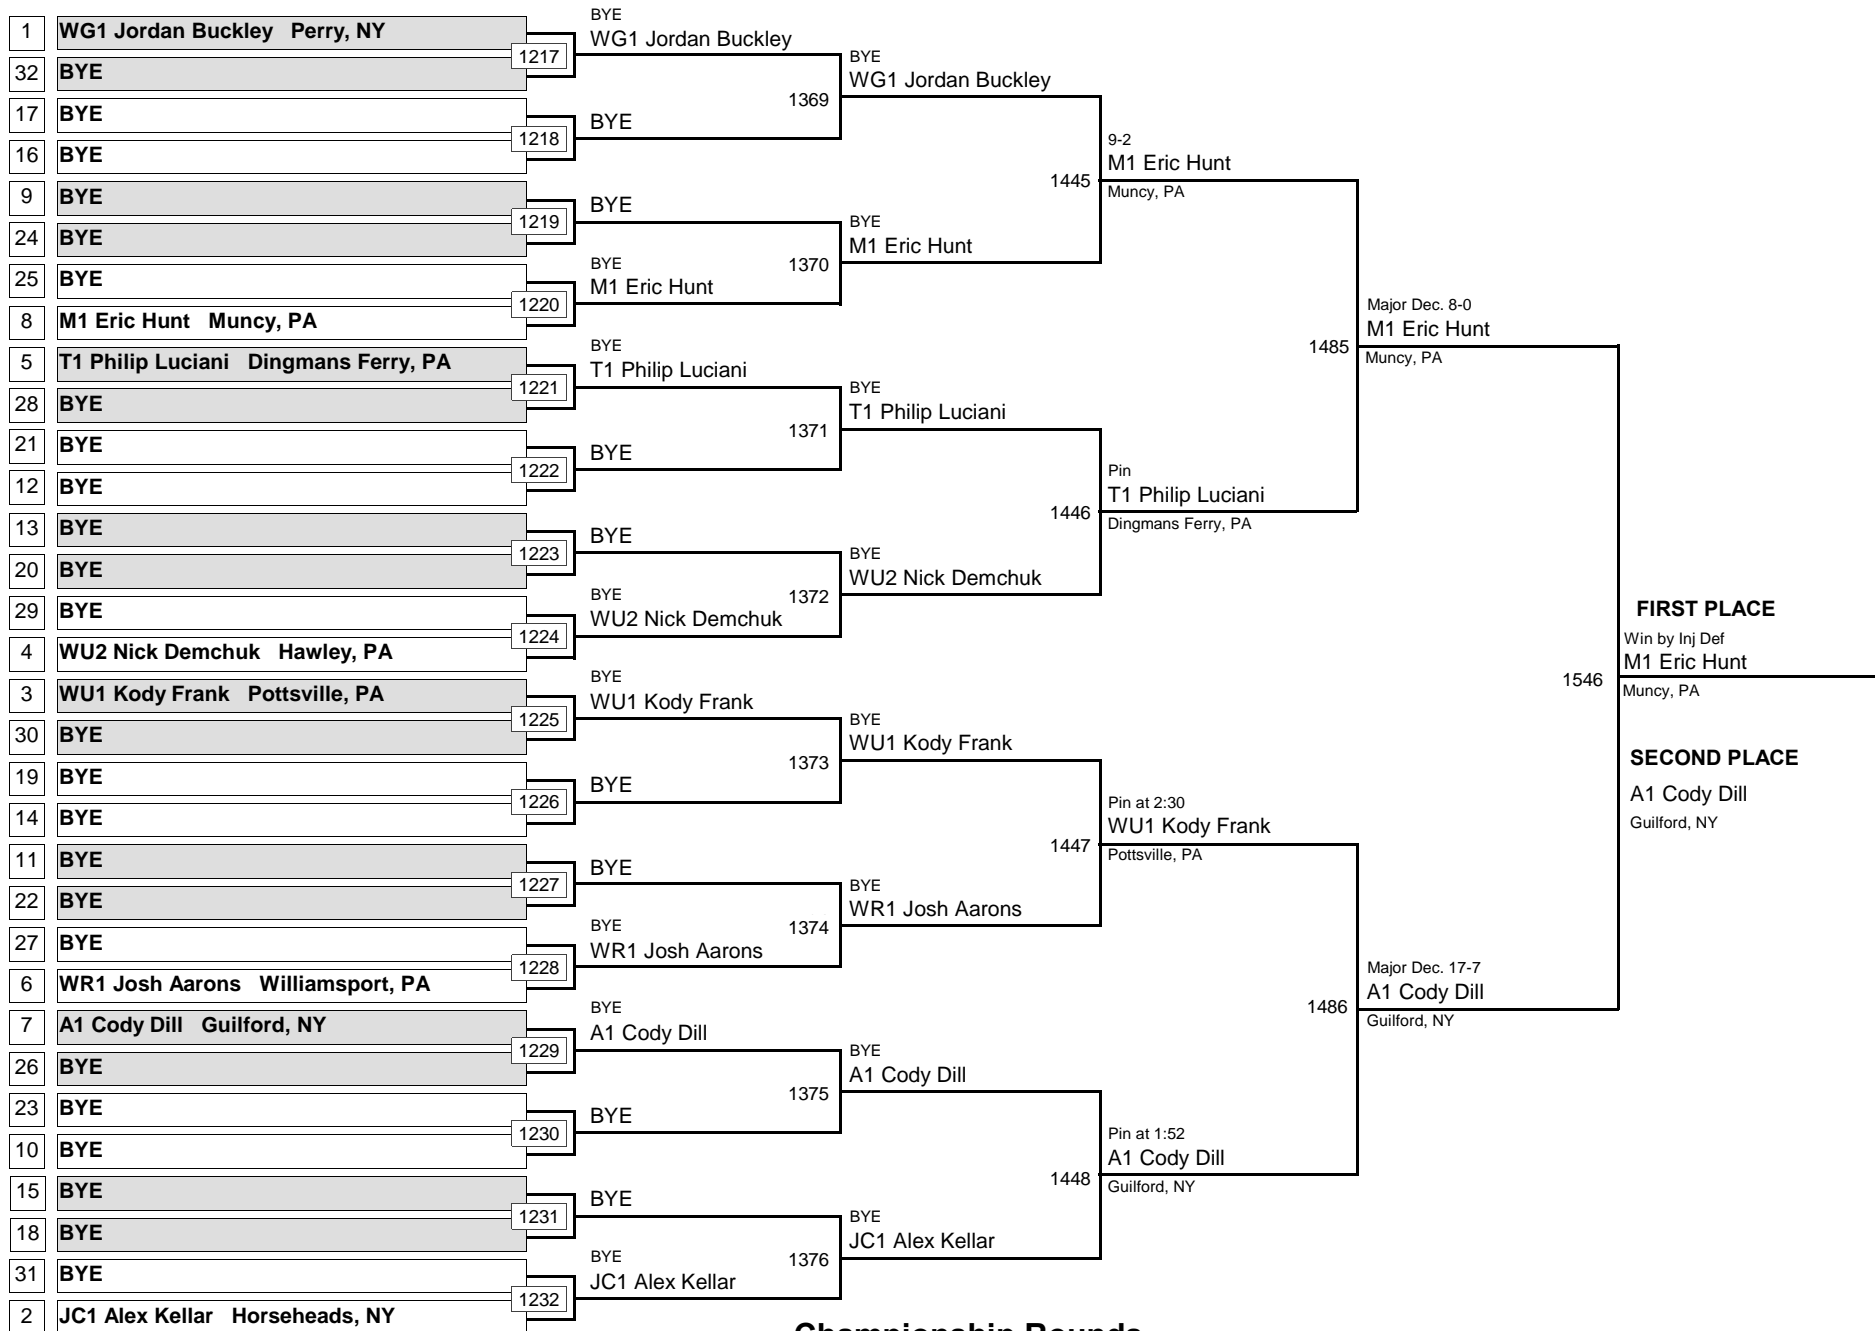 1 WG1 Jordan Buckley Perry, NY
32 BYE
17 BYE
16 BYE
9 BYE
24 BYE
25 BYE
8 M1 Eric Hunt Muncy, PA
5 T1 Philip Luciani Dingmans Ferry, PA
28 BYE
21 BYE
12 BYE
13 BYE
20 BYE
29 BYE
4 WU2 Nick Demchuk Hawley, PA
3 WU1 Kody Frank Pottsville, PA
30 BYE
19 BYE
14 BYE
11 BYE
22 BYE
27 BYE
6 WR1 Josh Aarons Williamsport, PA
7 A1 Cody Dill Guilford, NY
26 BYE
23 BYE
10 BYE
15 BYE
18 BYE
31 BYE
2 JC1 Alex Kellar Horseheads, NY
1217
1218
1219
1220
1221
1222
1223
1224
1225
1226
1227
1228
1229
1230
1231
1232
BYE
WG1 Jordan Buckley
BYE
BYE
BYE
M1 Eric Hunt
BYE
T1 Philip Luciani
BYE
BYE
BYE
WU2 Nick Demchuk
BYE
WU1 Kody Frank
BYE
BYE
BYE
WR1 Josh Aarons
BYE
A1 Cody Dill
BYE
BYE
BYE
JC1 Alex Kellar
1369
1370
1371
1372
1373
1374
1375
1376
BYE
WG1 Jordan Buckley
BYE
M1 Eric Hunt
BYE
T1 Philip Luciani
BYE
WU2 Nick Demchuk
BYE
WU1 Kody Frank
BYE
WR1 Josh Aarons
BYE
A1 Cody Dill
BYE
JC1 Alex Kellar
1445
1446
1447
1448
9-2
M1 Eric Hunt
Muncy, PA
Pin
T1 Philip Luciani
Dingmans Ferry, PA
Pin at 2:30
WU1 Kody Frank
Pottsville, PA
Pin at 1:52
A1 Cody Dill
Guilford, NY
1485
1486
Major Dec. 8-0
M1 Eric Hunt
Muncy, PA
Major Dec. 17-7
A1 Cody Dill
Guilford, NY
1546
FIRST PLACE
Win by Inj Def
M1 Eric Hunt
Muncy, PA
SECOND PLACE
A1 Cody Dill
Guilford, NY
Championship Rounds